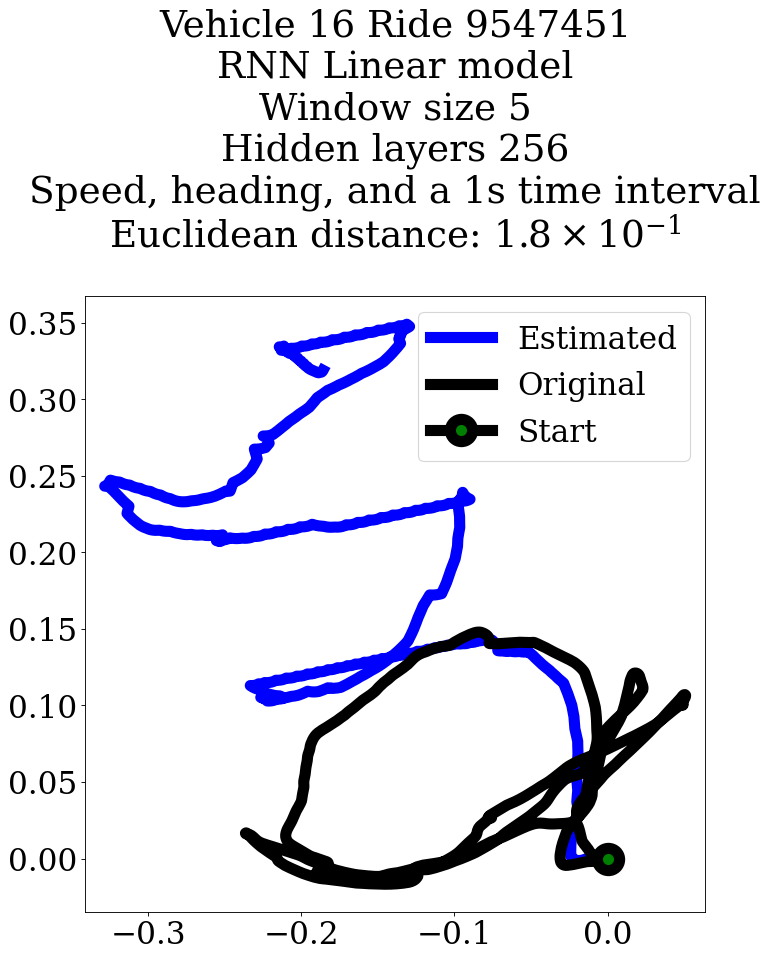 Vehicle 16 Ride 9547451
RNN Linear model
Window size 5
Hidden layers 256
Speed, heading, and a 1s time interval
Euclidean distance: 1.8 × 10⁻¹
Estimated
Original
Start
0.35
0.30
0.25
0.20
0.15
0.10
0.05
0.00
−0.3 −0.2 −0.1 0.0